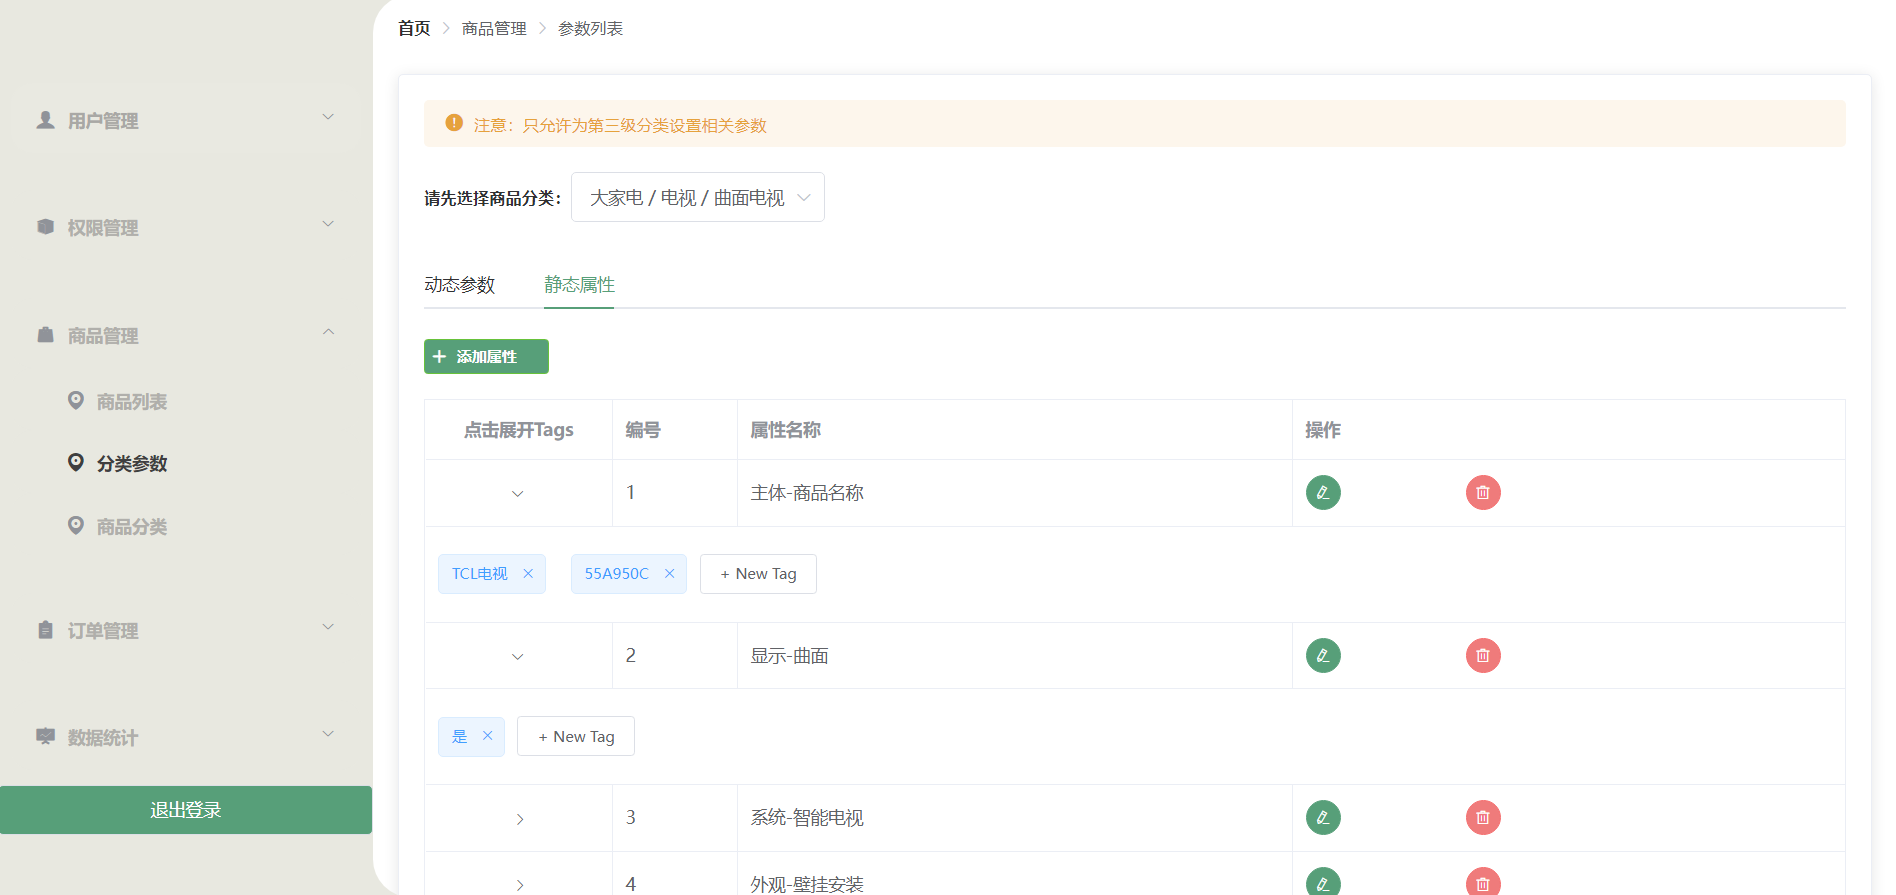 首页 商品管理 参数列表
用户管理
权限管理
商品管理
商品列表
分类参数
商品分类
订单管理
数据统计
退出登录
注意：只允许为第三级分类设置相关参数
请先选择商品分类： 大家电 / 电视 / 曲面电视
动态参数 静态属性
添加属性
点击展开Tags 编号 属性名称 操作
1 主体-商品名称
TCL电视 55A950C + New Tag
2 显示-曲面
是 + New Tag
3 系统-智能电视
4 外观-壁挂安装